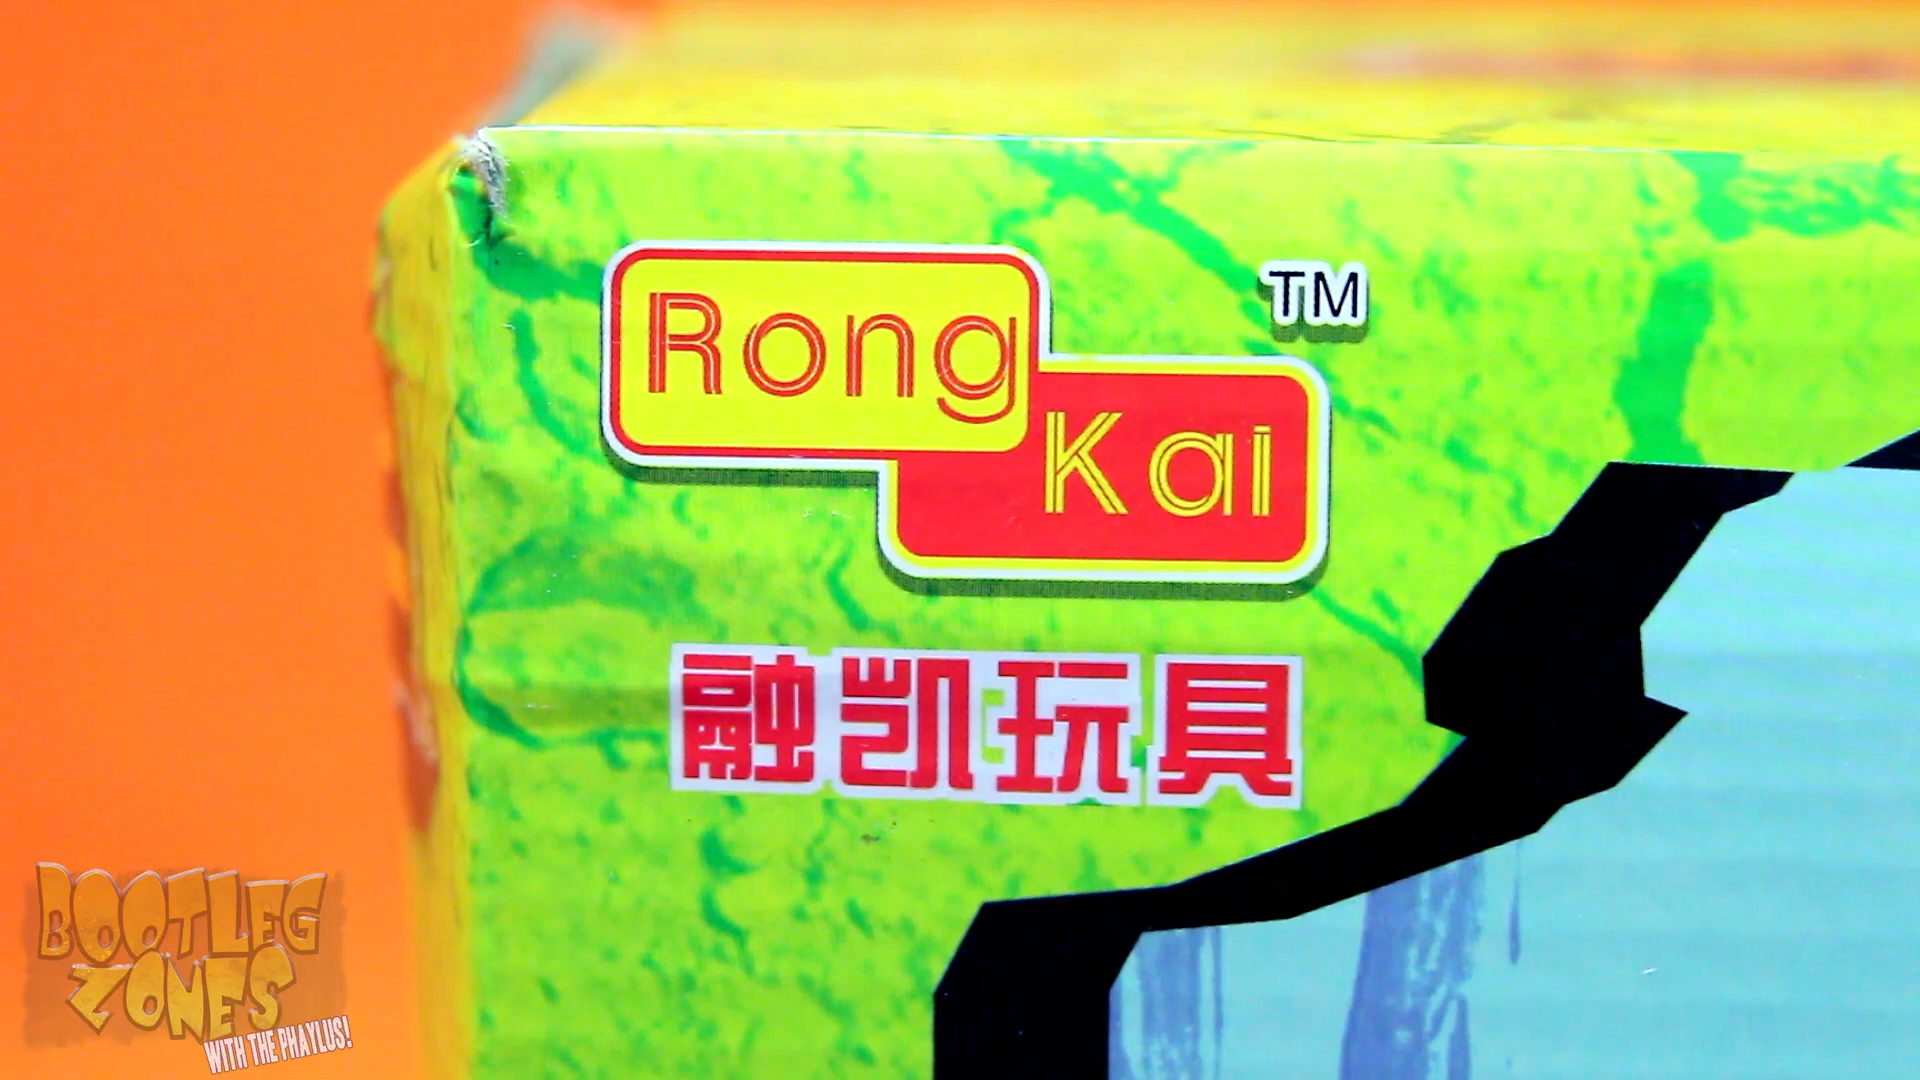 Rong
Kai
TM
融凯玩具
BOOTLEG
ZONES
WITH THE PHAYLUS!